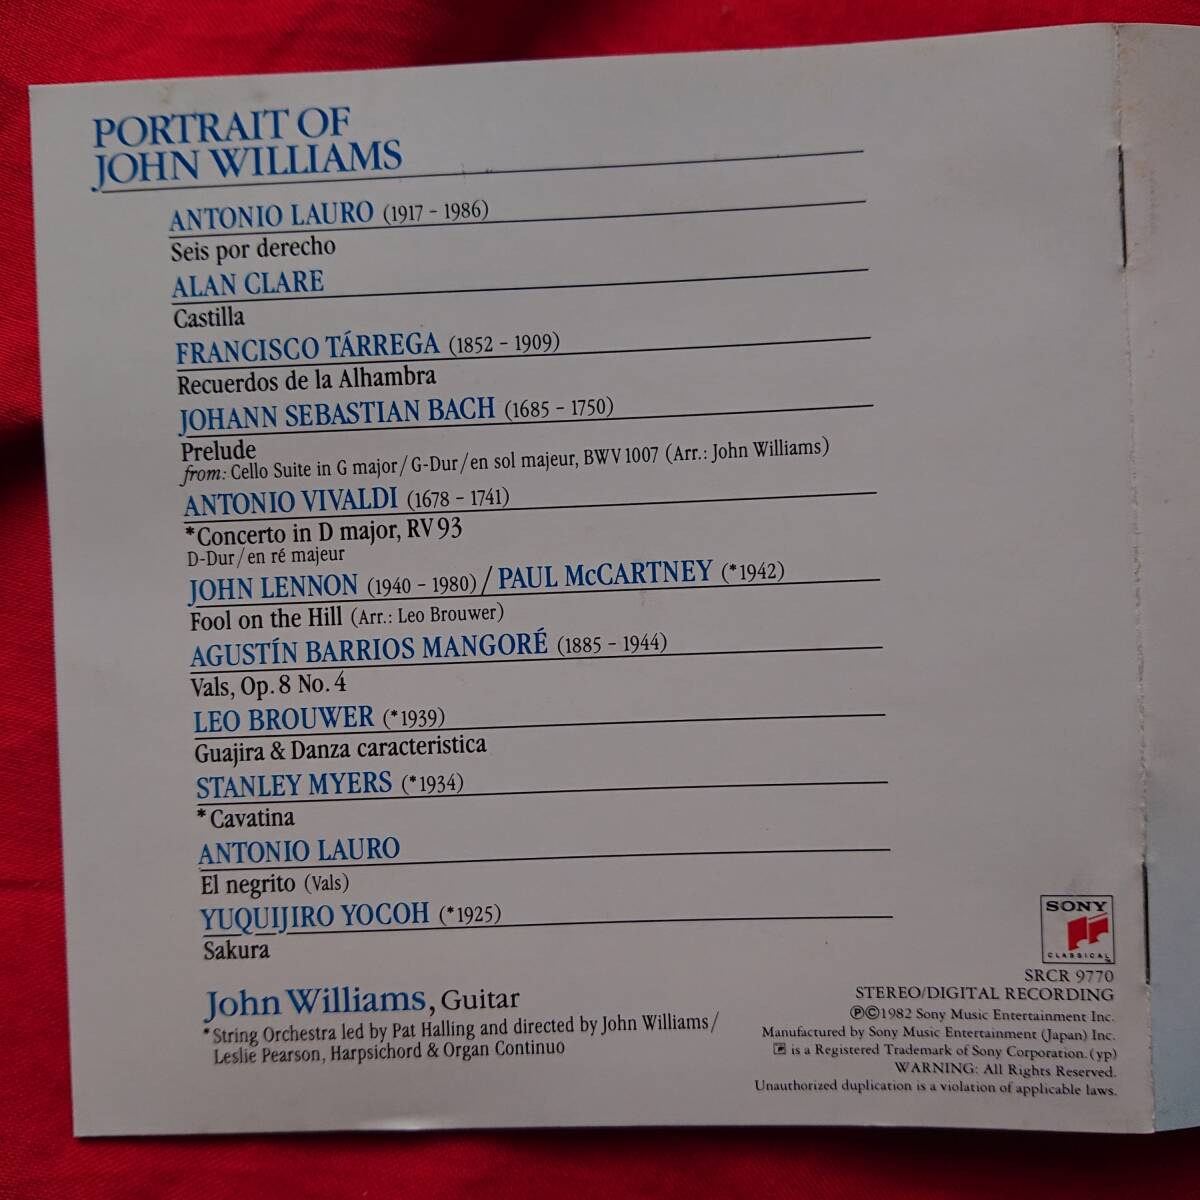 PORTRAIT OF
JOHN WILLIAMS
ANTONIO LAURO (1917 - 1986)
Seis por derecho
ALAN CLARE
Castilla
FRANCISCO TÁRREGA (1852 - 1909)
Recuerdos de la Alhambra
JOHANN SEBASTIAN BACH (1685 - 1750)
Prelude
from: Cello Suite in G major/G-Dur/en sol majeur, BWV 1007 (Arr.: John Williams)
ANTONIO VIVALDI (1678 - 1741)
*Concerto in D major, RV 93
D-Dur/en ré majeur
JOHN LENNON (1940 - 1980)/PAUL McCARTNEY (*1942)
Fool on the Hill (Arr.: Leo Brouwer)
AGUSTÍN BARRIOS MANGORÉ (1885 - 1944)
Vals, Op. 8 No. 4
LEO BROUWER (*1939)
Guajira & Danza caracteristica
STANLEY MYERS (*1934)
*Cavatina
ANTONIO LAURO
El negrito (Vals)
YUQUIJIRO YOCOH (*1925)
Sakura
John Williams, Guitar
*String Orchestra led by Pat Halling and directed by John Williams/
Leslie Pearson, Harpsichord & Organ Continuo
SONY
CLASSICAL
SRCR 9770
STEREO/DIGITAL RECORDING
℗©1982 Sony Music Entertainment Inc.
Manufactured by Sony Music Entertainment (Japan) Inc.
is a Registered Trademark of Sony Corporation. (yp)
WARNING: All Rights Reserved.
Unauthorized duplication is a violation of applicable laws.